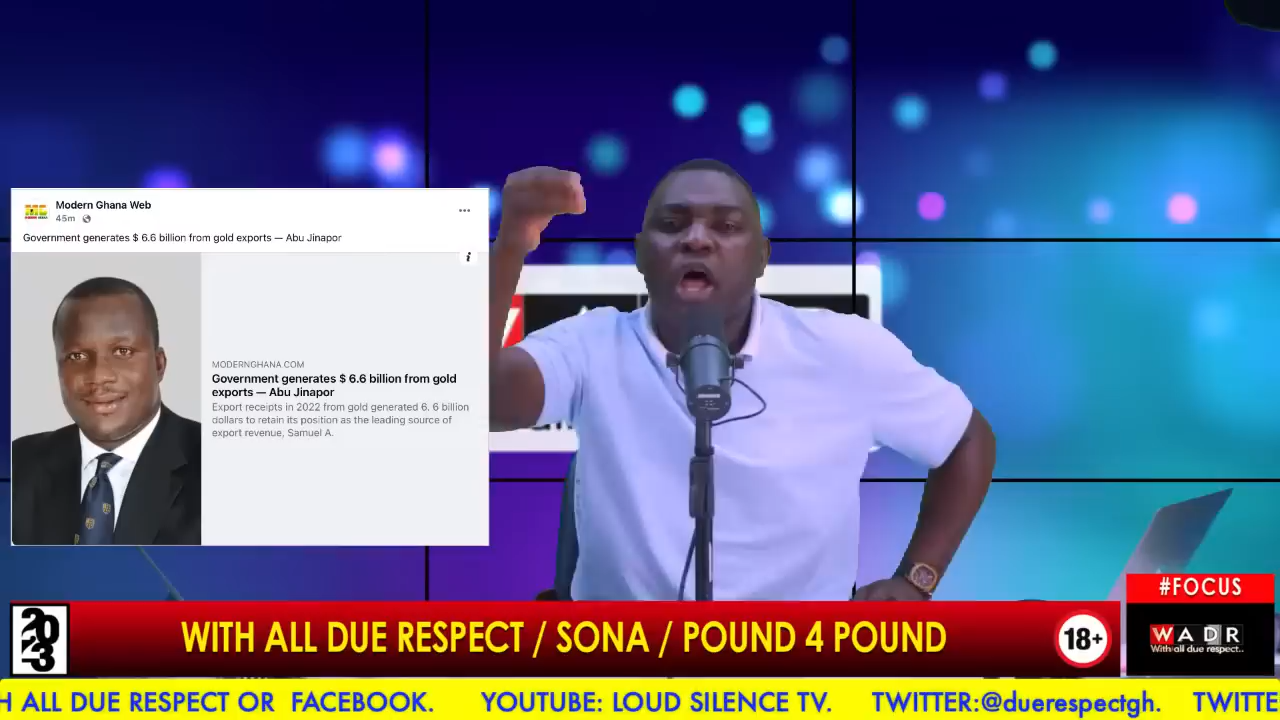 Modern Ghana Web
45m
Government generates $ 6.6 billion from gold exports — Abu Jinapor
i
MODERNGHANA.COM
Government generates $ 6.6 billion from gold
exports — Abu Jinapor
Export receipts in 2022 from gold generated 6. 6 billion
dollars to retain its position as the leading source of
export revenue, Samuel A.
2023
WITH ALL DUE RESPECT / SONA / POUND 4 POUND
18+
#FOCUS
WADR
With all due respect..
H ALL DUE RESPECT OR FACEBOOK. YOUTUBE: LOUD SILENCE TV. TWITTER:@duerespectgh. TWITTE